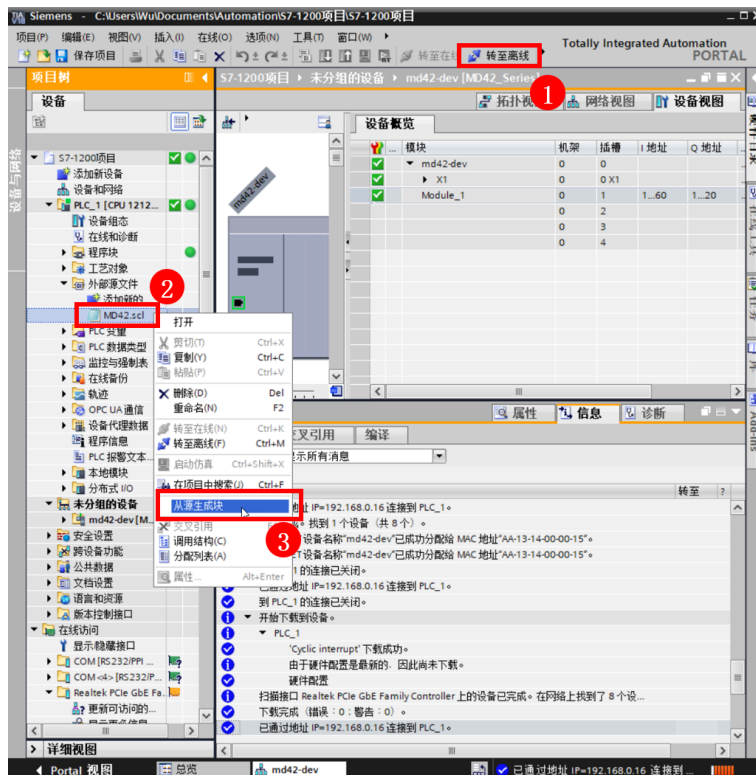 Siemens - C:\Users\Wu\Documents\Automation\S7-1200项目\S7-1200项目
项目(P) 编辑(E) 视图(V) 插入(I) 在线(O) 选项(N) 工具(T) 窗口(W)
Totally Integrated Automation
PORTAL
保存项目 转至在线 转至离线
项目树
S7-1200项目 未分组的设备 md42-dev [MD42_Series]
1
设备
拓扑视图 网络视图 设备视图
设备与网络
S7-1200项目
添加新设备
设备和网络
PLC_1 [CPU 1212...
设备组态
在线和诊断
程序块
工艺对象
外部源文件
添加新的
2
MD42.scl
PLC 变量
PLC 数据类型
监控与强制表
在线备份
轨迹
OPC UA 通信
设备代理数据
程序信息
PLC 报警文本...
本地模块
分布式 I/O
未分组的设备
md42-dev [M...
安全设置
跨设备功能
公共数据
文档设置
语言和资源
版本控制接口
在线访问
显示/隐藏接口
COM [RS232/PPI ...
COM <4> [RS232/P...
Realtek PCIe GbE Fa...
更新可访问的...
详细视图
md42-dev
设备概览
... 模块 机架 插槽 I 地址 Q 地址
md42-dev 0 0
X1 0 0 X1
Module_1 0 1 1...60 1...20
0 2
0 3
0 4
打开
剪切(T) Ctrl+X
复制(Y) Ctrl+C
粘贴(P) Ctrl+V
删除(D) Del
重命名(N) F2
转至在线(N) Ctrl+K
转至离线(F) Ctrl+M
启动仿真 Ctrl+Shift+X
在项目中搜索(J) Ctrl+F
从源生成块
3
交叉引用
调用结构(C)
分配列表(A)
属性... Alt+Enter
属性 信息 诊断
交叉引用 编译
显示所有消息
转至 ?
地址 IP=192.168.0.16 连接到 PLC_1。
找到 1 个设备（共 8 个）。
设备名称“md42-dev”已成功分配给 MAC 地址“AA-13-14-00-00-15”。
ET 设备名称“md42-dev”已成功分配给 MAC 地址“AA-13-14-00-00-15”。
1 的连接已关闭。
已通过地址 IP=192.168.0.16 连接到 PLC_1。
到 PLC_1 的连接已关闭。
开始下载到设备。
PLC_1
'Cyclic interrupt' 下载成功。
由于硬件配置是最新的，因此尚未下载。
硬件配置
扫描接口 Realtek PCIe GbE Family Controller 上的设备已完成。在网络上找到了 8 个设...
下载完成（错误：0；警告：0）。
已通过地址 IP=192.168.0.16 连接到 PLC_1。
Add-Ins
Portal 视图 总览 md42-dev 已通过地址 IP=192.168.0.16 连接到 ...